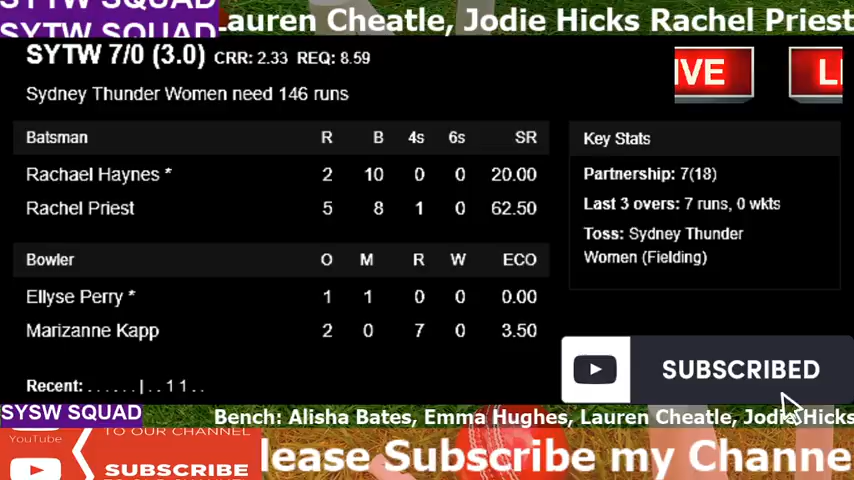 SYTW SQUAD
SYTW SQUAD
Lauren Cheatle, Jodie Hicks Rachel Priest
SYTW 7/0 (3.0) CRR: 2.33 REQ: 8.59
IVE
LI
Sydney Thunder Women need 146 runs
Batsman R B 4s 6s SR
Rachael Haynes * 2 10 0 0 20.00
Rachel Priest 5 8 1 0 62.50
Bowler O M R W ECO
Ellyse Perry * 1 1 0 0 0.00
Marizanne Kapp 2 0 7 0 3.50
Recent: . . . . . . | . . 1 1 . .
Key Stats
Partnership: 7(18)
Last 3 overs: 7 runs, 0 wkts
Toss: Sydney Thunder
Women (Fielding)
SUBSCRIBED
SYSW SQUAD
Bench: Alisha Bates, Emma Hughes, Lauren Cheatle, Jodie Hicks
YouTube
TO OUR CHANNEL
SUBSCRIBE
lease Subscribe my Channe